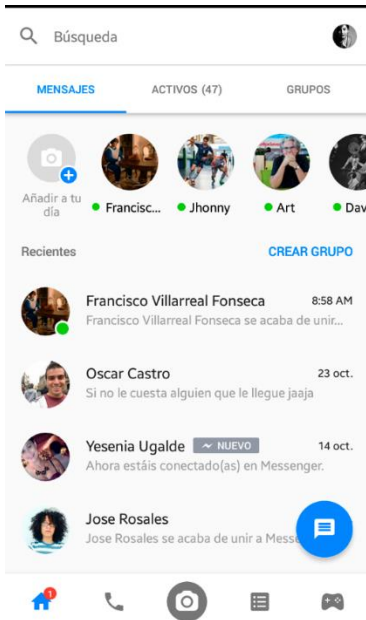 Búsqueda
MENSAJES ACTIVOS (47) GRUPOS
Añadir a tu
día
Francisc... Jhonny Art Dav
Recientes CREAR GRUPO
Francisco Villarreal Fonseca 8:58 AM
Francisco Villarreal Fonseca se acaba de unir...
Oscar Castro 23 oct.
Si no le cuesta alguien que le llegue jaaja
Yesenia Ugalde NUEVO 14 oct.
Ahora estáis conectado(as) en Messenger.
Jose Rosales
Jose Rosales se acaba de unir a Messe
1